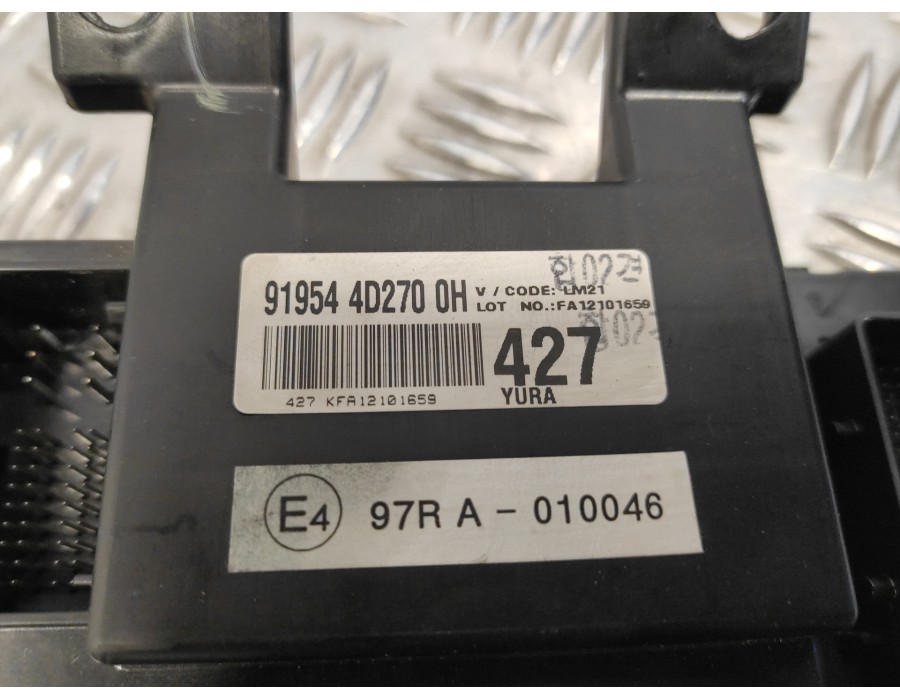 91954 4D270 0H
V / CODE: LM21
LOT NO.:FA12101659
427
427 KFA12101659
YURA
E4 97R A - 010046